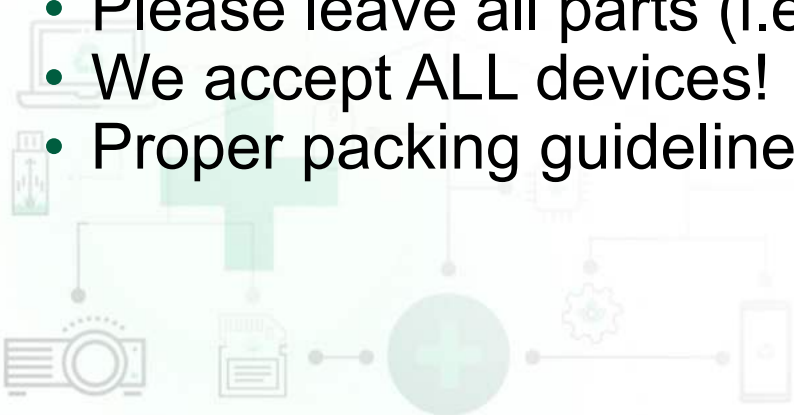 • Please leave all parts (i.e
• We accept ALL devices!
• Proper packing guideline